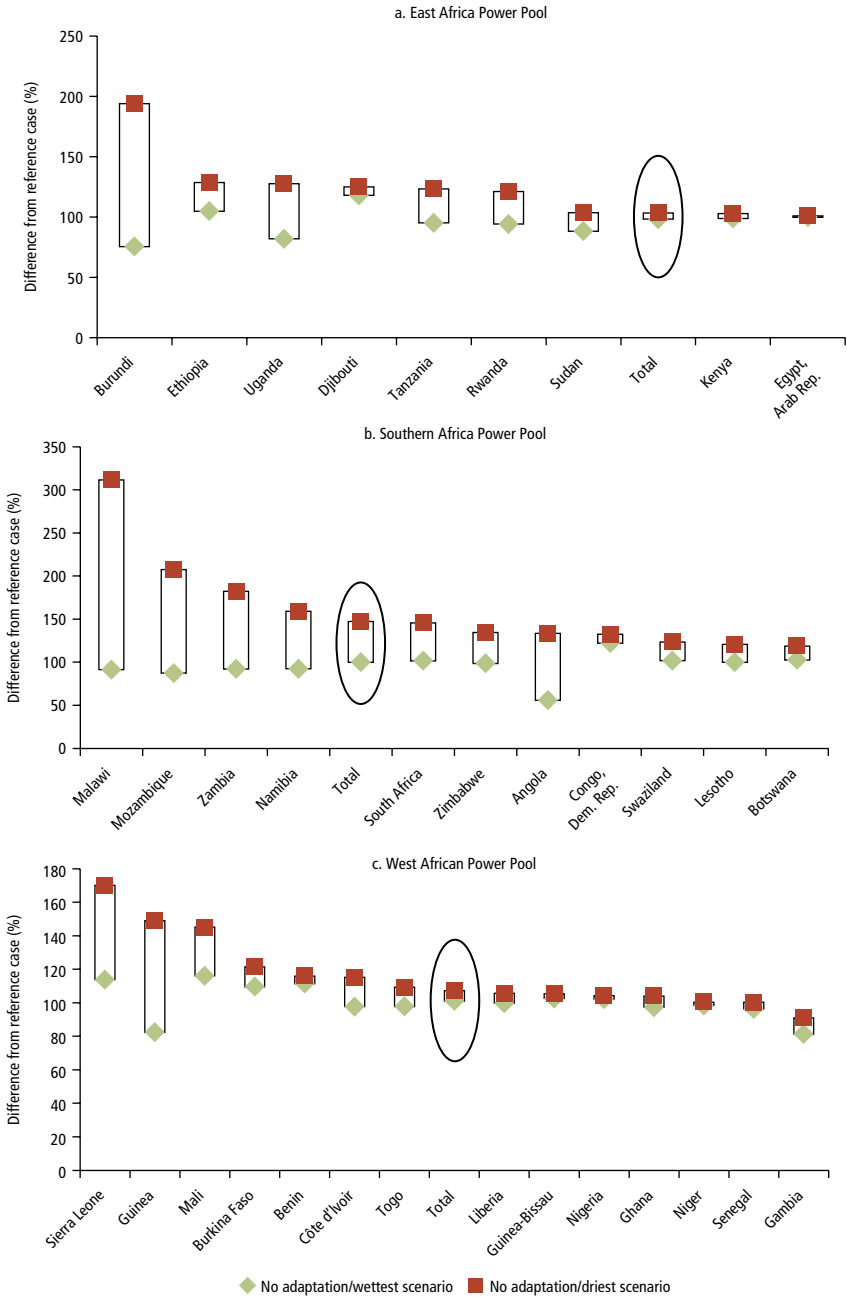 a. East Africa Power Pool
Difference from reference case (%)
250
200
150
100
50
0
Burundi
Ethiopia
Uganda
Djibouti
Tanzania
Rwanda
Sudan
Total
Kenya
Egypt,
Arab Rep.
b. Southern Africa Power Pool
Difference from reference case (%)
350
300
250
200
150
100
50
0
Malawi
Mozambique
Zambia
Namibia
Total
South Africa
Zimbabwe
Angola
Congo,
Dem. Rep.
Swaziland
Lesotho
Botswana
c. West African Power Pool
Difference from reference case (%)
180
160
140
120
100
80
60
40
20
0
Sierra Leone
Guinea
Mali
Burkina Faso
Benin
Côte d'Ivoir
Togo
Total
Liberia
Guinea-Bissau
Nigeria
Ghana
Niger
Senegal
Gambia
No adaptation/wettest scenario
No adaptation/driest scenario